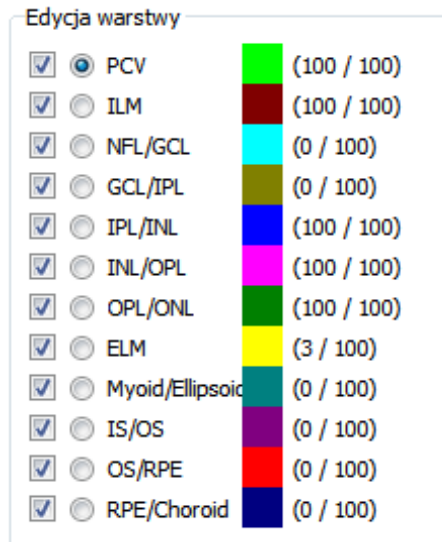 Edycja warstwy
PCV (100 / 100)
ILM (100 / 100)
NFL/GCL (0 / 100)
GCL/IPL (0 / 100)
IPL/INL (100 / 100)
INL/OPL (100 / 100)
OPL/ONL (100 / 100)
ELM (3 / 100)
Myoid/Ellipsoid (0 / 100)
IS/OS (0 / 100)
OS/RPE (0 / 100)
RPE/Choroid (0 / 100)